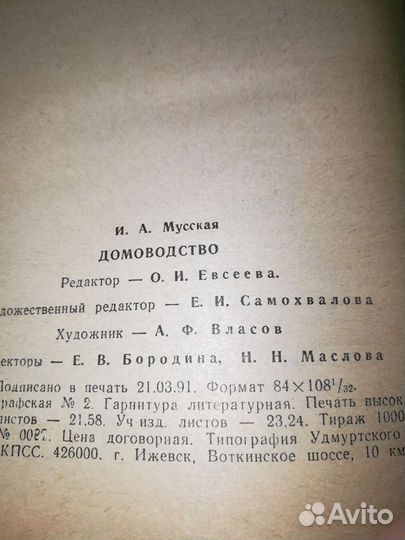 И. А. Мусская
ДОМОВОДСТВО
Редактор — О. И. Евсеева.
дожественный редактор — Е. И. Самохвалова
Художник — А. Ф. Власов
екторы — Е. В. Бородина, Н. Н. Маслова
Подписано в печать 21.03.91. Формат 84×108¹/₃₂.
рафская № 2. Гарнитура литературная. Печать высок
листов — 21,58. Уч-изд. листов — 23,24. Тираж 1000
№ Цена договорная. Типография Удмуртского
КПСС. 426000. г. Ижевск, Воткинское шоссе, 10 км
Avito